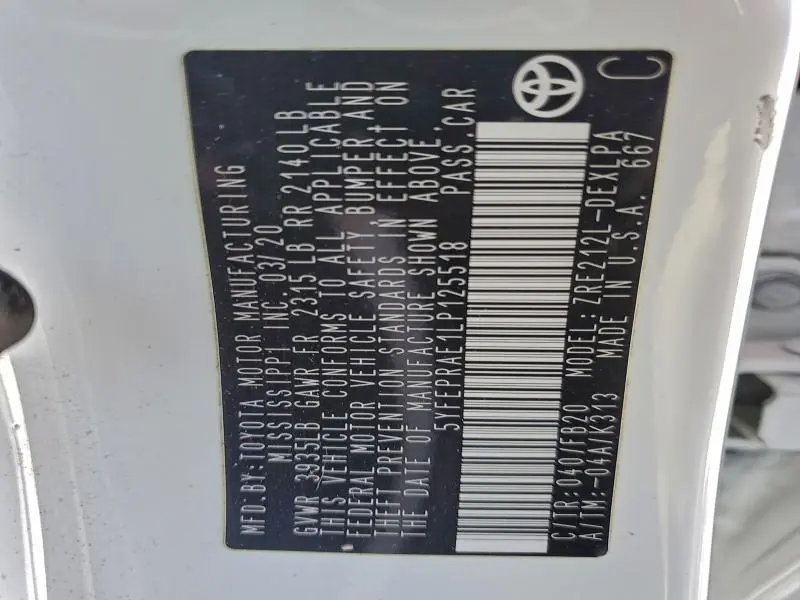 MFD.BY:TOYOTA MOTOR MANUFACTURING
MISSISSIPPI INC. 03/20
GVWR 3935LB GAWR FR 2315 LB RR 2140LB
THIS VEHICLE CONFORMS TO ALL APPLICABLE
FEDERAL MOTOR VEHICLE SAFETY, BUMPER AND
THEFT PREVENTION STANDARDS IN EFFECT ON
THE DATE OF MANUFACTURE SHOWN ABOVE.
5YFEPRAE1LP125518 PASS.CAR
C/TR:040/FB20 MODEL:ZRE212L-DEXLPA
A/TM:-04A/K313 MADE IN U.S.A. 667
C